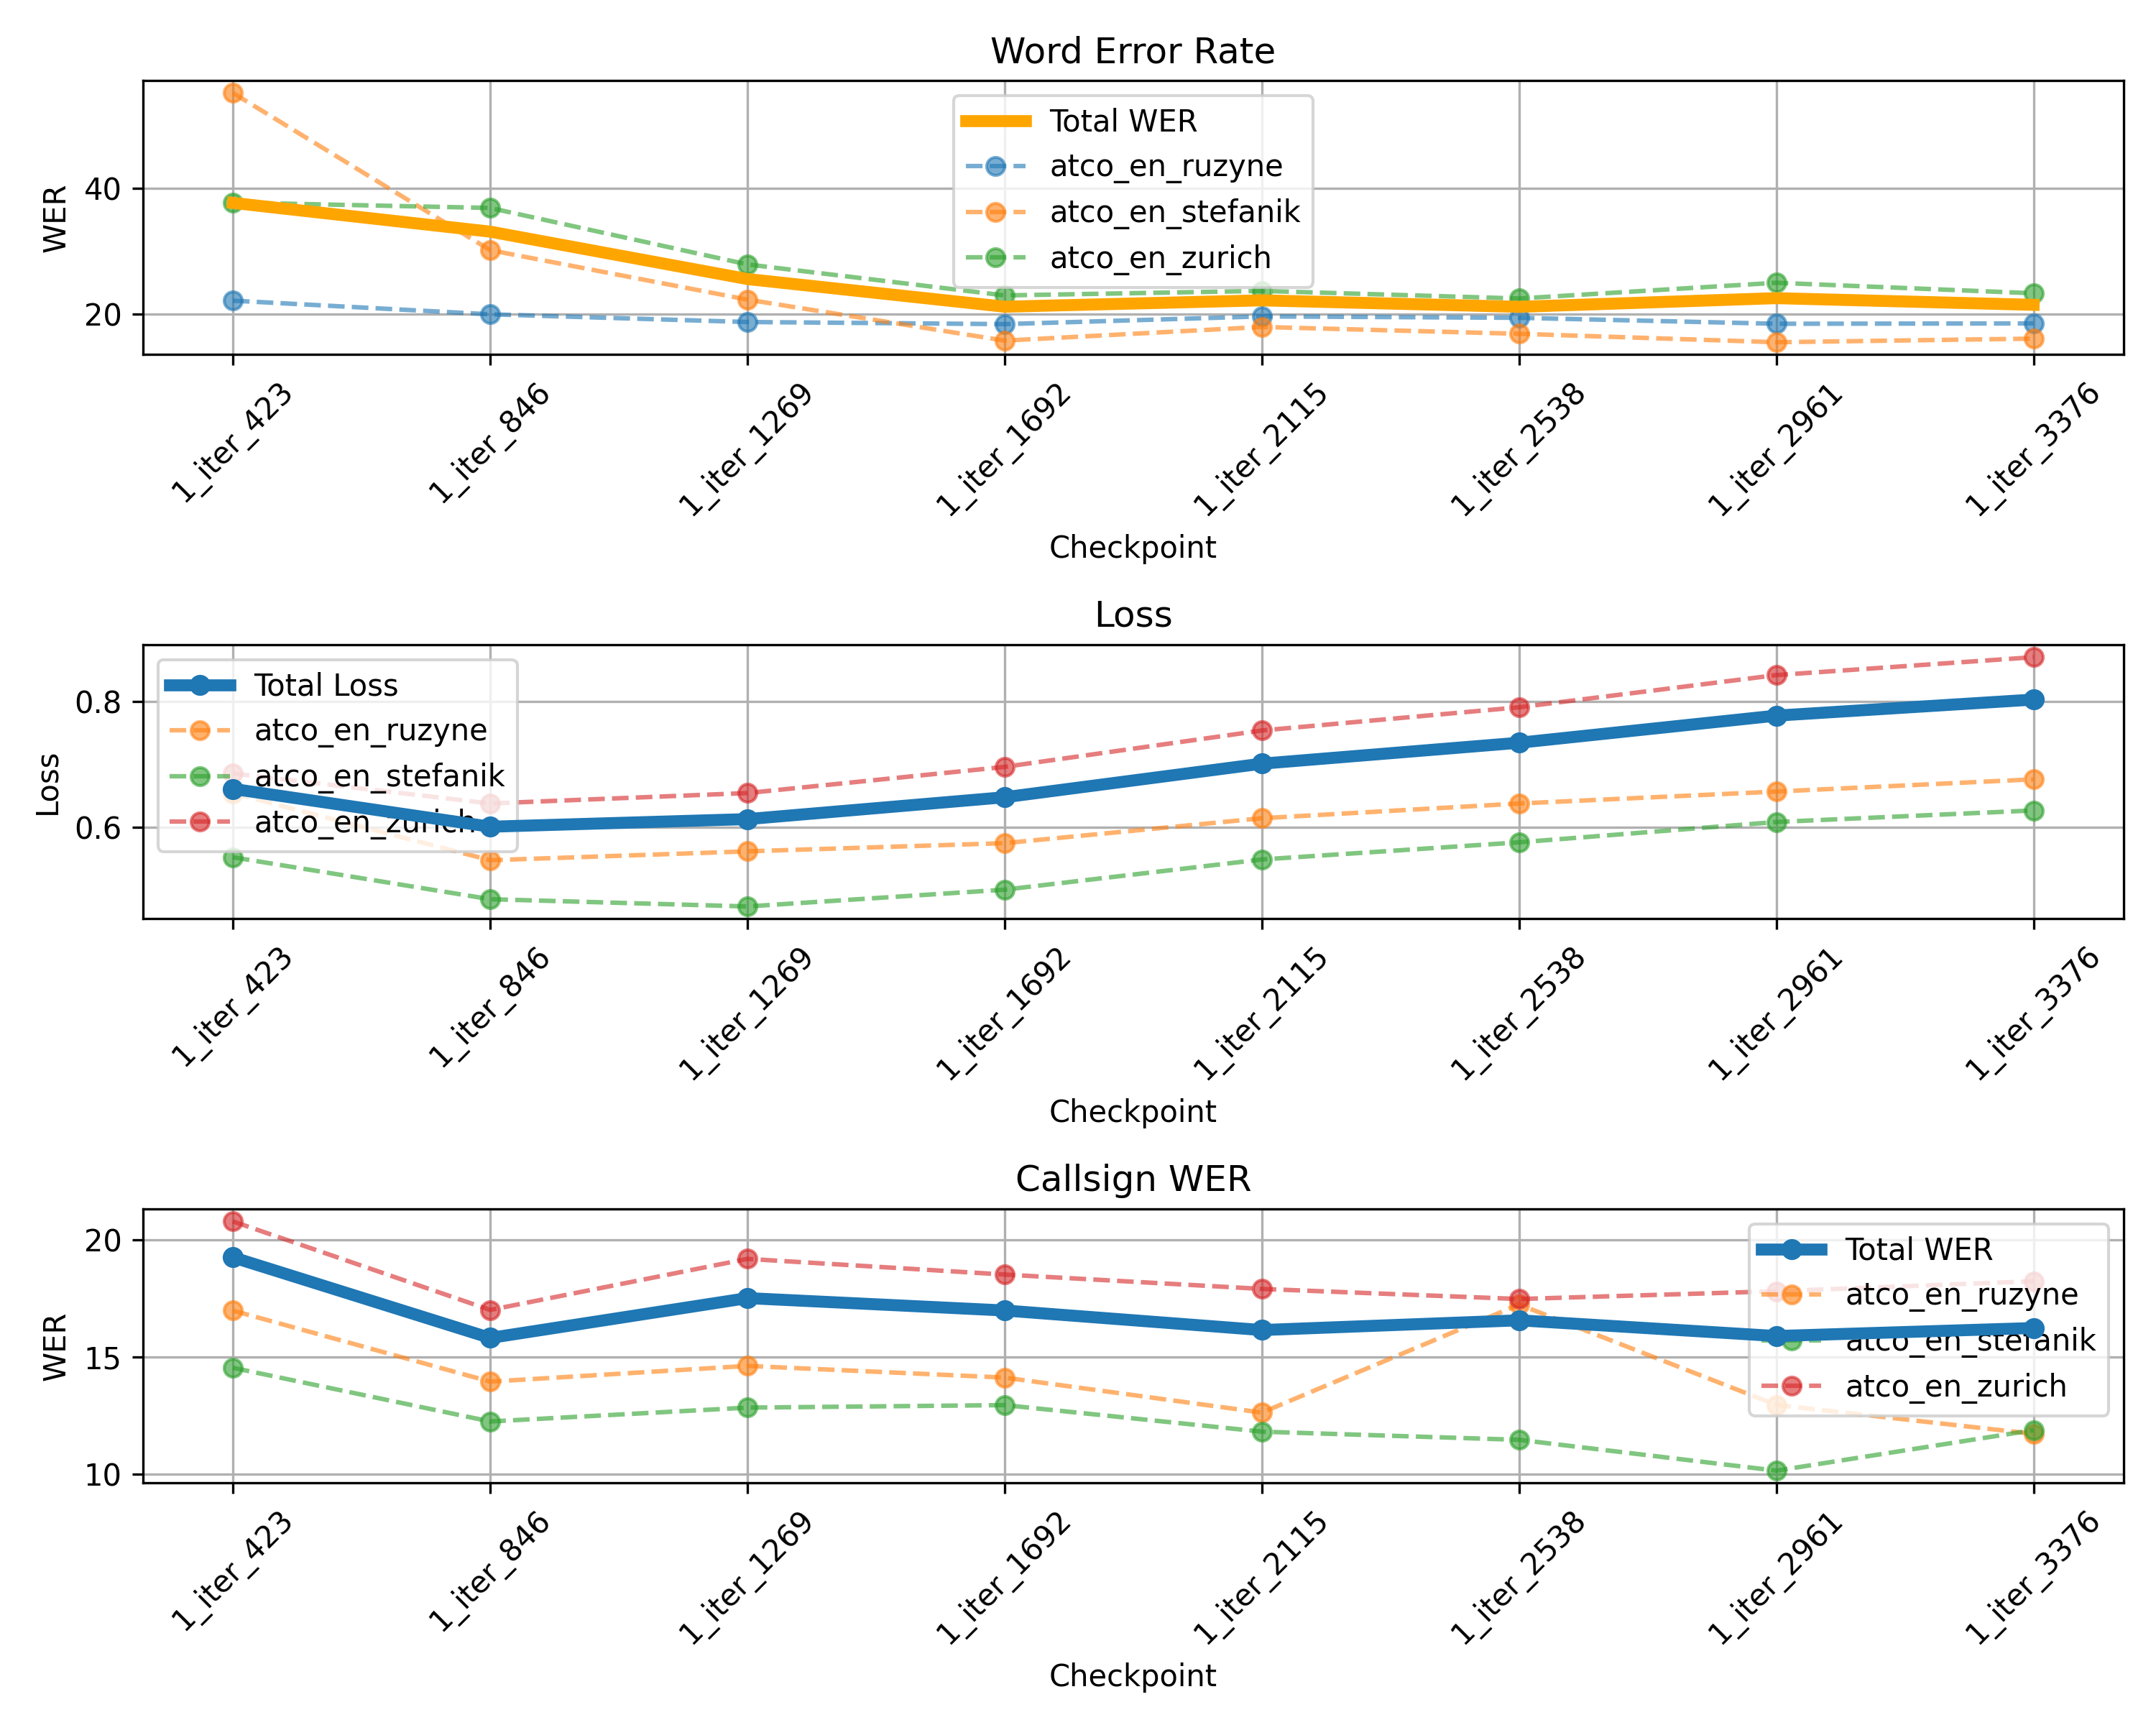 Word Error Rate
WER
40
20
Total WER
atco_en_ruzyne
atco_en_stefanik
atco_en_zurich
1_iter_423
1_iter_846
1_iter_1269
1_iter_1692
1_iter_2115
1_iter_2538
1_iter_2961
1_iter_3376
Checkpoint
Loss
Loss
0.8
0.6
Total Loss
atco_en_ruzyne
atco_en_stefanik
atco_en_zurich
1_iter_423
1_iter_846
1_iter_1269
1_iter_1692
1_iter_2115
1_iter_2538
1_iter_2961
1_iter_3376
Checkpoint
Callsign WER
WER
20
15
10
Total WER
atco_en_ruzyne
atco_en_stefanik
atco_en_zurich
1_iter_423
1_iter_846
1_iter_1269
1_iter_1692
1_iter_2115
1_iter_2538
1_iter_2961
1_iter_3376
Checkpoint